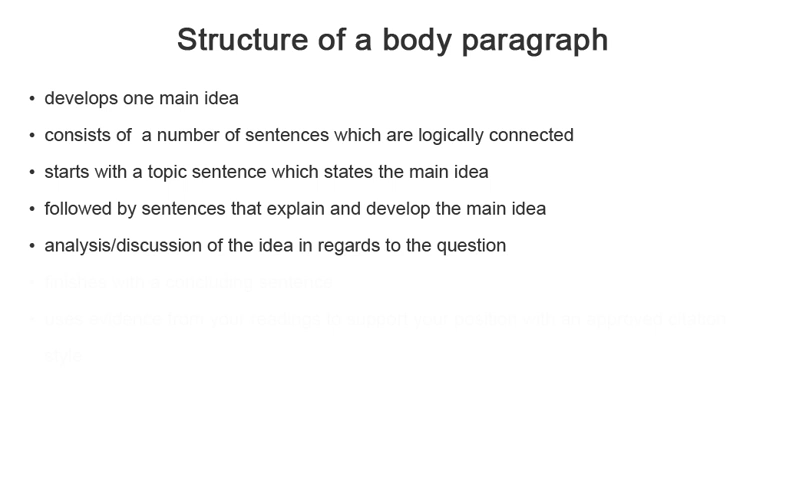 Structure of a body paragraph
• develops one main idea
• consists of  a number of sentences which are logically connected
• starts with a topic sentence which states the main idea
• followed by sentences that explain and develop the main idea
• analysis/discussion of the idea in regards to the question